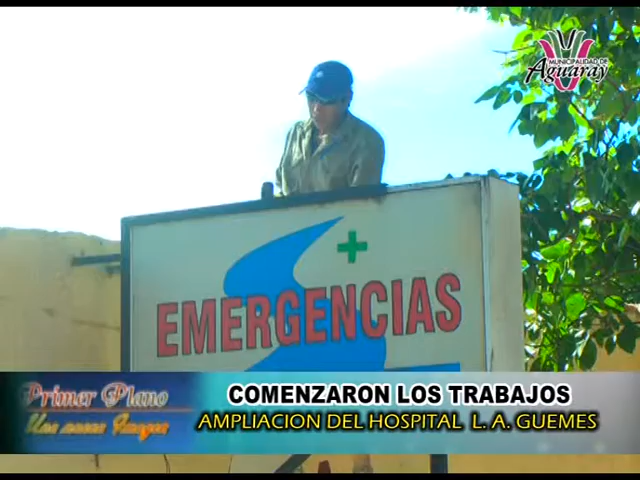 MUNICIPALIDAD DE
Aguaray
EMERGENCIAS
Primer Plano
COMENZARON LOS TRABAJOS
AMPLIACION DEL HOSPITAL L. A. GUEMES